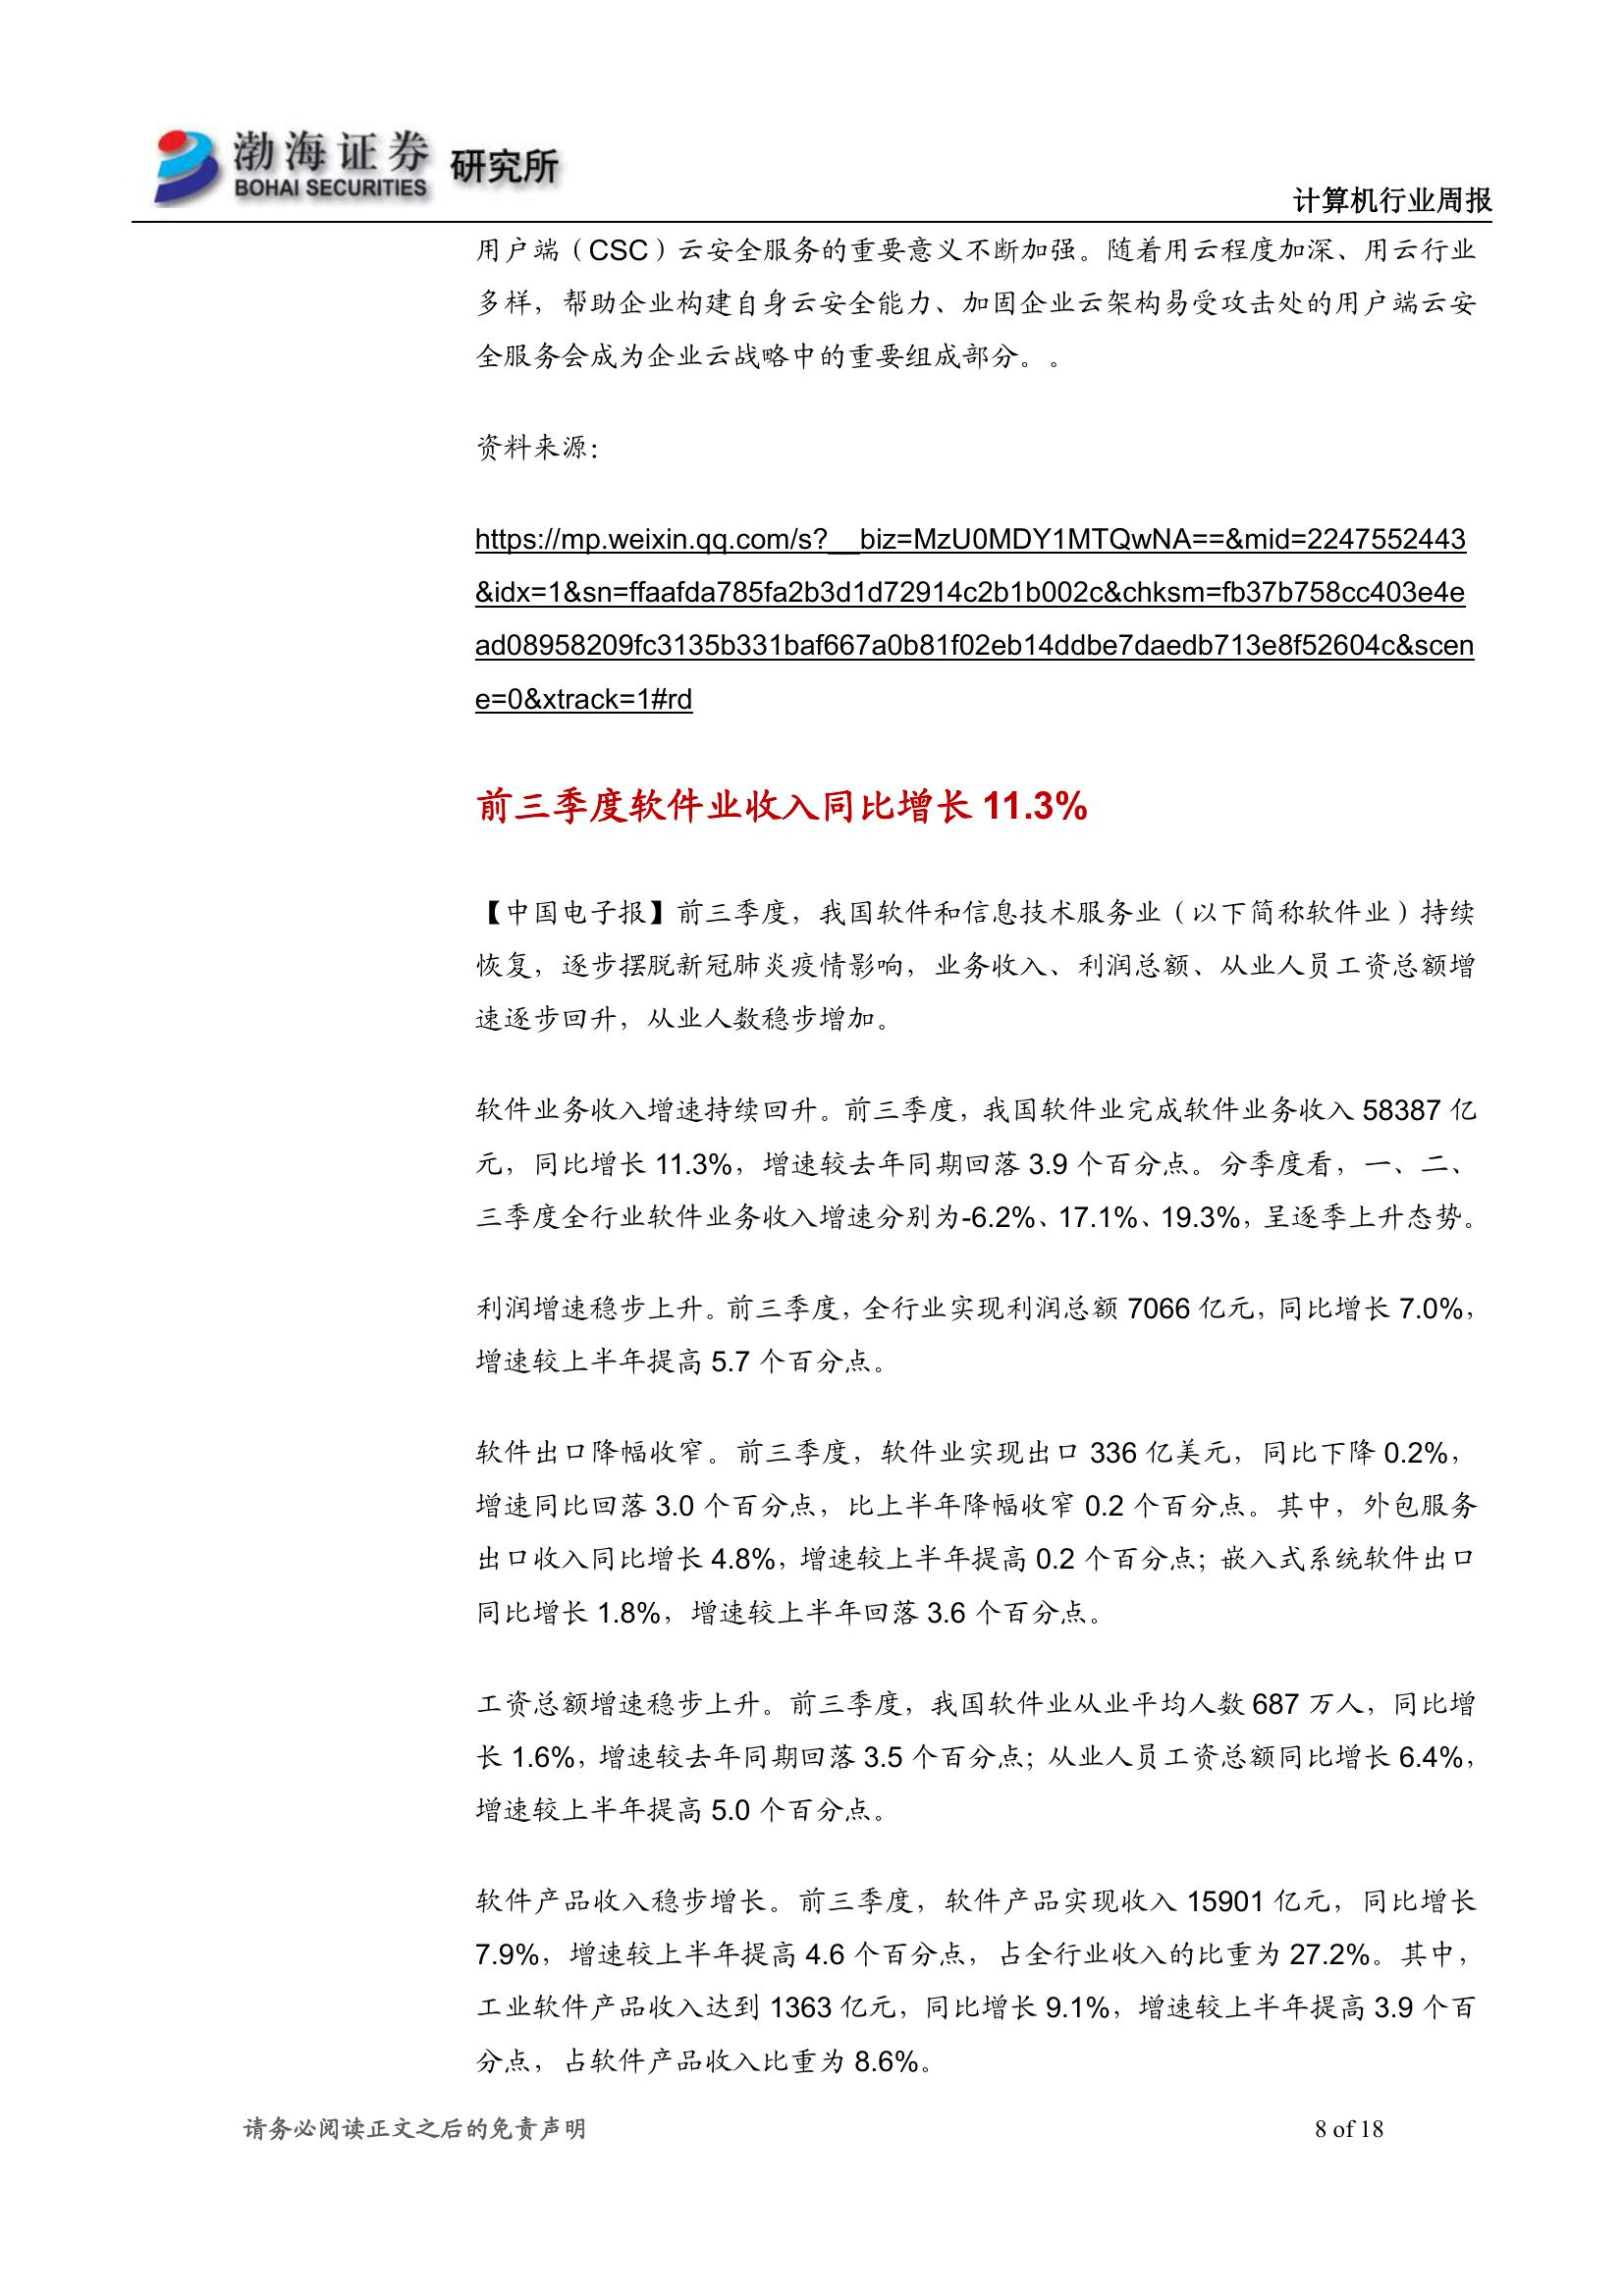 渤海证券 研究所
BOHAI SECURITIES
计算机行业周报
用户端（CSC）云安全服务的重要意义不断加强。随着用云程度加深、用云行业
多样，帮助企业构建自身云安全能力、加固企业云架构易受攻击处的用户端云安
全服务会成为企业云战略中的重要组成部分。。
资料来源：
https://mp.weixin.qq.com/s?__biz=MzU0MDY1MTQwNA==&mid=2247552443
&idx=1&sn=ffaafda785fa2b3d1d72914c2b1b002c&chksm=fb37b758cc403e4e
ad08958209fc3135b331baf667a0b81f02eb14ddbe7daedb713e8f52604c&scen
e=0&xtrack=1#rd
前三季度软件业收入同比增长 11.3%
【中国电子报】前三季度，我国软件和信息技术服务业（以下简称软件业）持续
恢复，逐步摆脱新冠肺炎疫情影响，业务收入、利润总额、从业人员工资总额增
速逐步回升，从业人数稳步增加。
软件业务收入增速持续回升。前三季度，我国软件业完成软件业务收入 58387 亿
元，同比增长 11.3%，增速较去年同期回落 3.9 个百分点。分季度看，一、二、
三季度全行业软件业务收入增速分别为-6.2%、17.1%、19.3%，呈逐季上升态势。
利润增速稳步上升。前三季度，全行业实现利润总额 7066 亿元，同比增长 7.0%，
增速较上半年提高 5.7 个百分点。
软件出口降幅收窄。前三季度，软件业实现出口 336 亿美元，同比下降 0.2%，
增速同比回落 3.0 个百分点，比上半年降幅收窄 0.2 个百分点。其中，外包服务
出口收入同比增长 4.8%，增速较上半年提高 0.2 个百分点；嵌入式系统软件出口
同比增长 1.8%，增速较上半年回落 3.6 个百分点。
工资总额增速稳步上升。前三季度，我国软件业从业平均人数 687 万人，同比增
长 1.6%，增速较去年同期回落 3.5 个百分点；从业人员工资总额同比增长 6.4%，
增速较上半年提高 5.0 个百分点。
软件产品收入稳步增长。前三季度，软件产品实现收入 15901 亿元，同比增长
7.9%，增速较上半年提高 4.6 个百分点，占全行业收入的比重为 27.2%。其中，
工业软件产品收入达到 1363 亿元，同比增长 9.1%，增速较上半年提高 3.9 个百
分点，占软件产品收入比重为 8.6%。
请务必阅读正文之后的免责声明
8 of 18